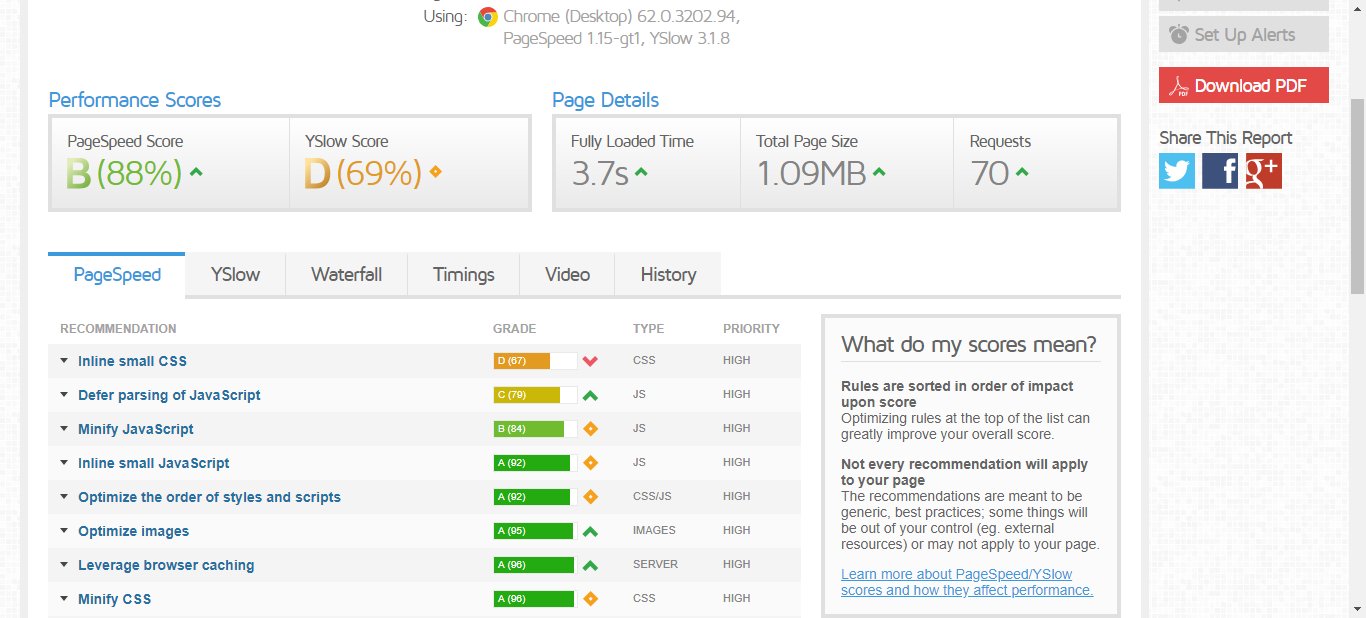 Using: Chrome (Desktop) 62.0.3202.94,
PageSpeed 1.15-gt1, YSlow 3.1.8
Set Up Alerts
Download PDF
Share This Report
Performance Scores
PageSpeed Score
B (88%)
YSlow Score
D (69%)
Page Details
Fully Loaded Time
3.7s
Total Page Size
1.09MB
Requests
70
PageSpeed
YSlow
Waterfall
Timings
Video
History
RECOMMENDATION GRADE TYPE PRIORITY
Inline small CSS D (67) CSS HIGH
Defer parsing of JavaScript C (79) JS HIGH
Minify JavaScript B (84) JS HIGH
Inline small JavaScript A (92) JS HIGH
Optimize the order of styles and scripts A (92) CSS/JS HIGH
Optimize images A (95) IMAGES HIGH
Leverage browser caching A (96) SERVER HIGH
Minify CSS A (96) CSS HIGH
What do my scores mean?
Rules are sorted in order of impact
upon score
Optimizing rules at the top of the list can
greatly improve your overall score.
Not every recommendation will apply
to your page
The recommendations are meant to be
generic, best practices; some things will
be out of your control (eg. external
resources) or may not apply to your page.
Learn more about PageSpeed/YSlow
scores and how they affect performance.